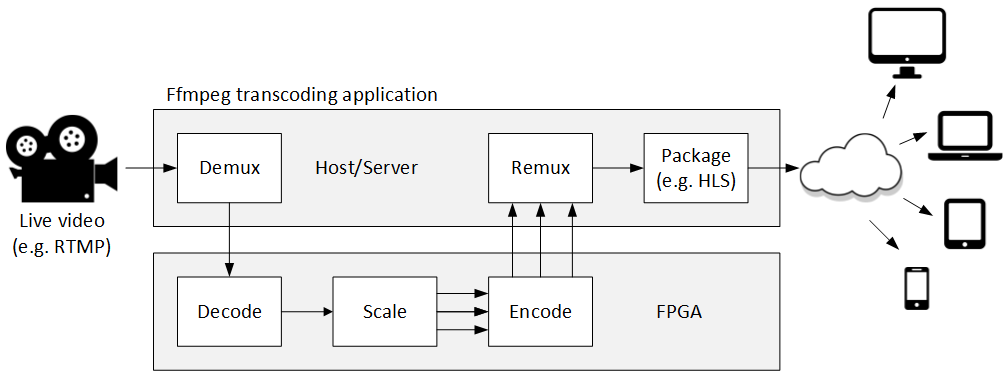 Ffmpeg transcoding application
Demux
Host/Server
Remux
Package
(e.g. HLS)
Live video
(e.g. RTMP)
Decode
Scale
Encode
FPGA